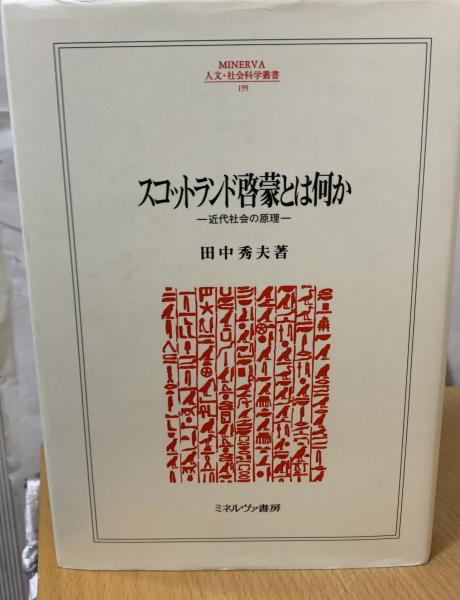 MINERVA
人文・社会科学叢書
199
スコットランド啓蒙とは何か
―近代社会の原理―
田中秀夫著
ミネルヴァ書房